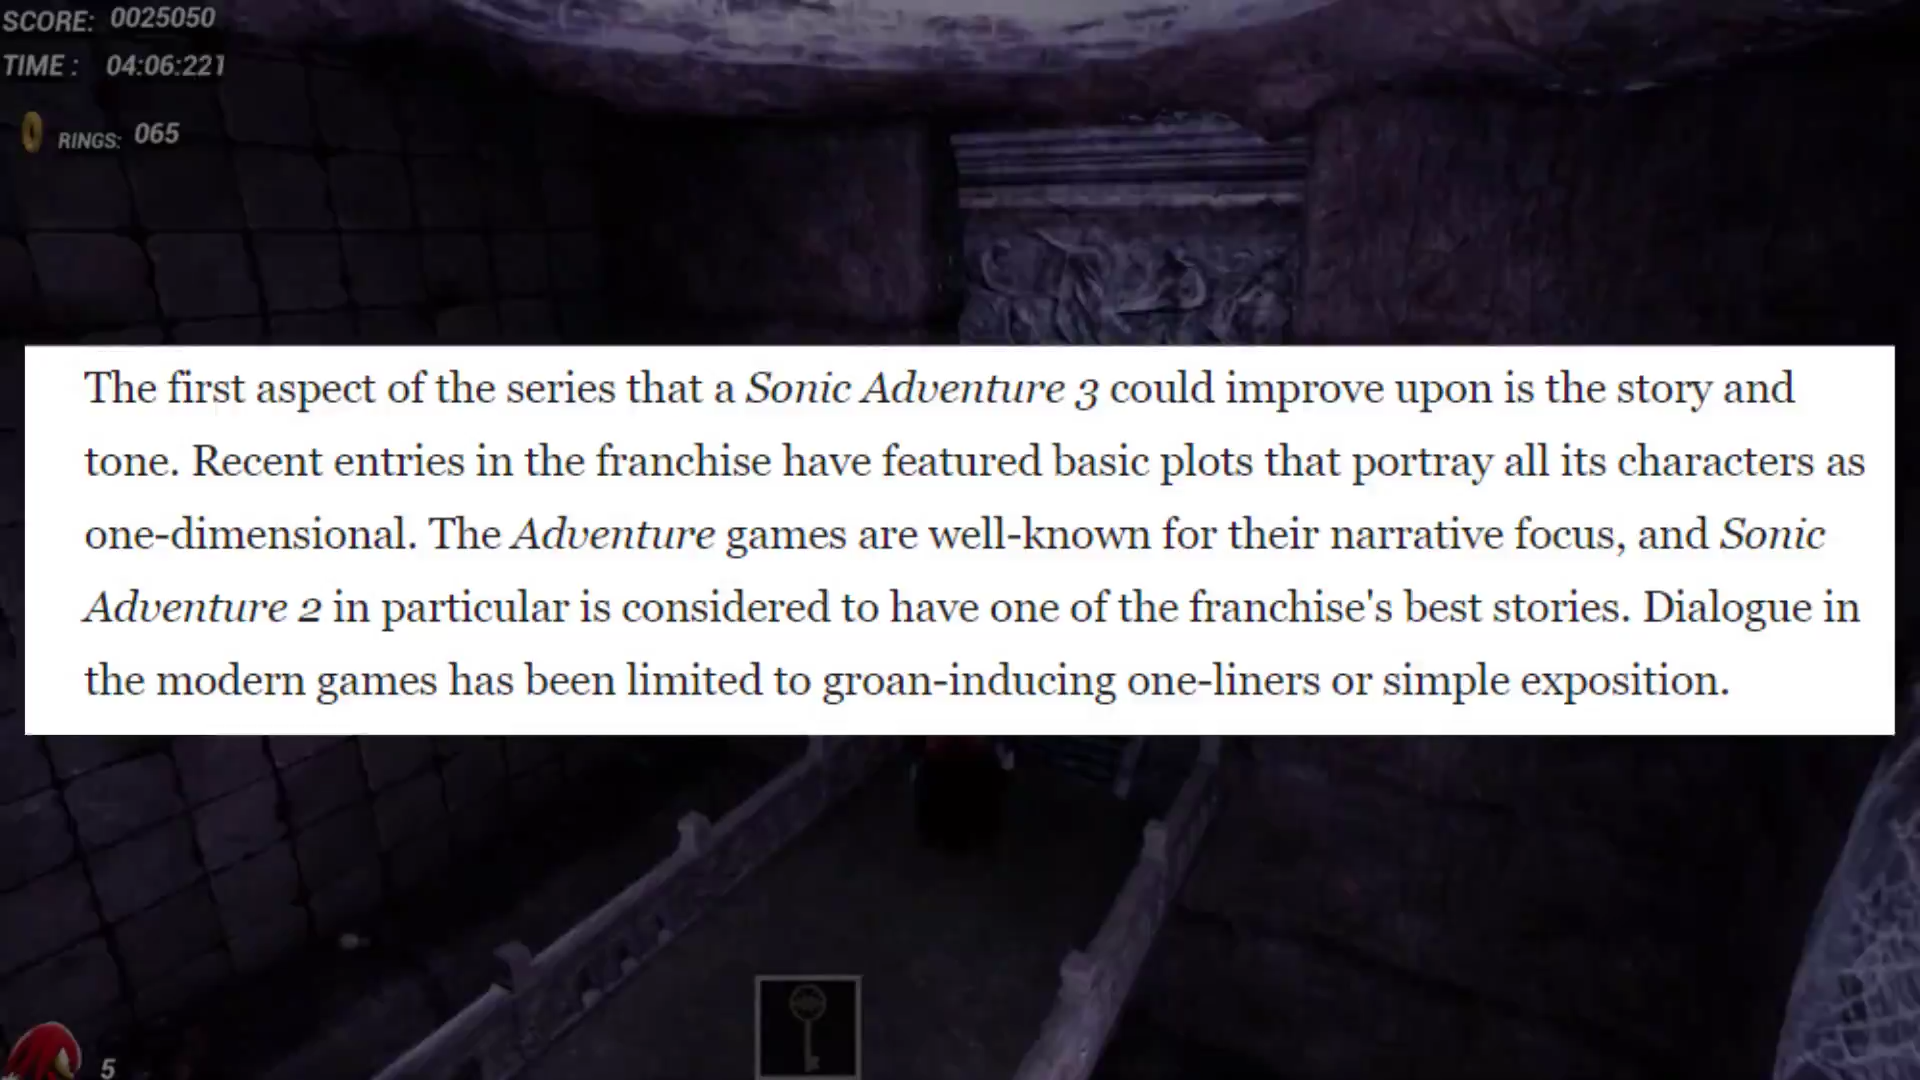 SCORE: 0025050
TIME : 04:06:221
RINGS: 065
The first aspect of the series that a Sonic Adventure 3 could improve upon is the story and
tone. Recent entries in the franchise have featured basic plots that portray all its characters as
one-dimensional. The Adventure games are well-known for their narrative focus, and Sonic
Adventure 2 in particular is considered to have one of the franchise's best stories. Dialogue in
the modern games has been limited to groan-inducing one-liners or simple exposition.
5